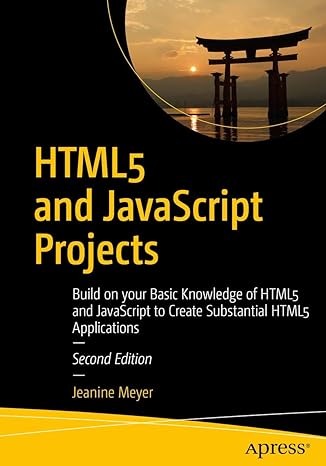 HTML5
and JavaScript
Projects
Build on your Basic Knowledge of HTML5
and JavaScript to Create Substantial HTML5
Applications
—
Second Edition
—
Jeanine Meyer
Apress®